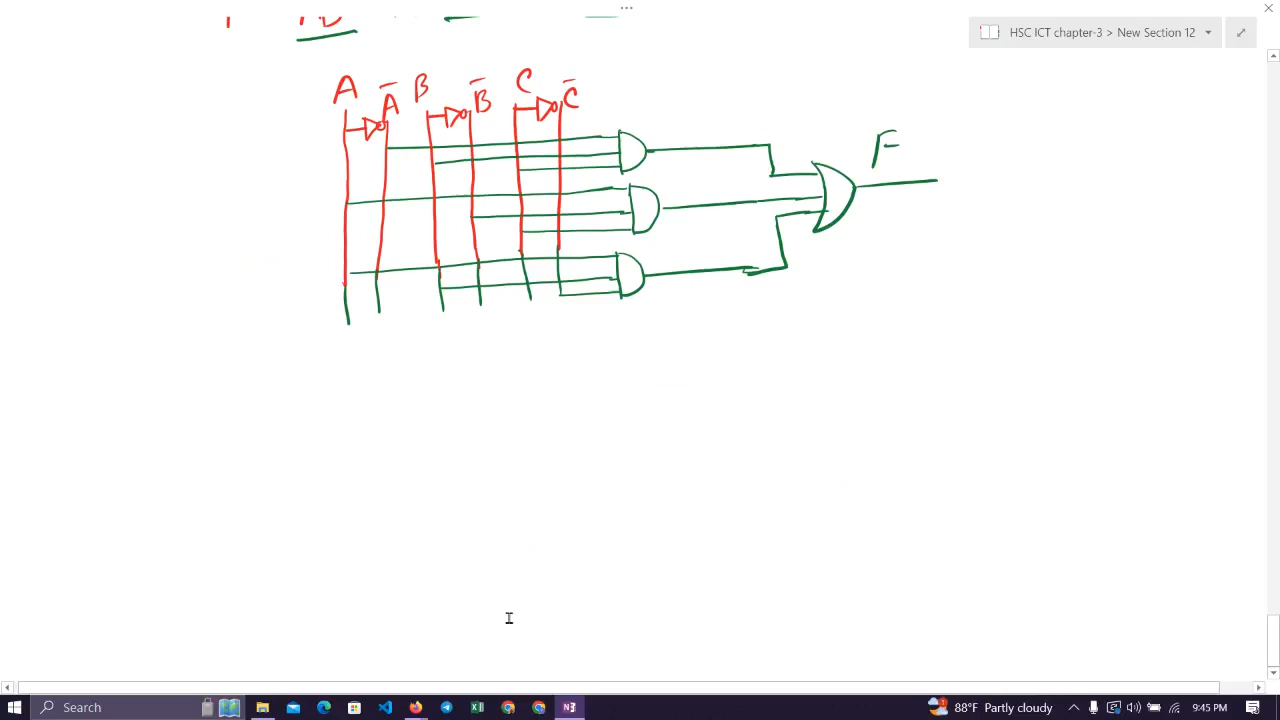 HSC ICT chapter-3 > New Section 12
A Ā B B̄ C C̄
F
Search
88°F Partly cloudy
9:45 PM